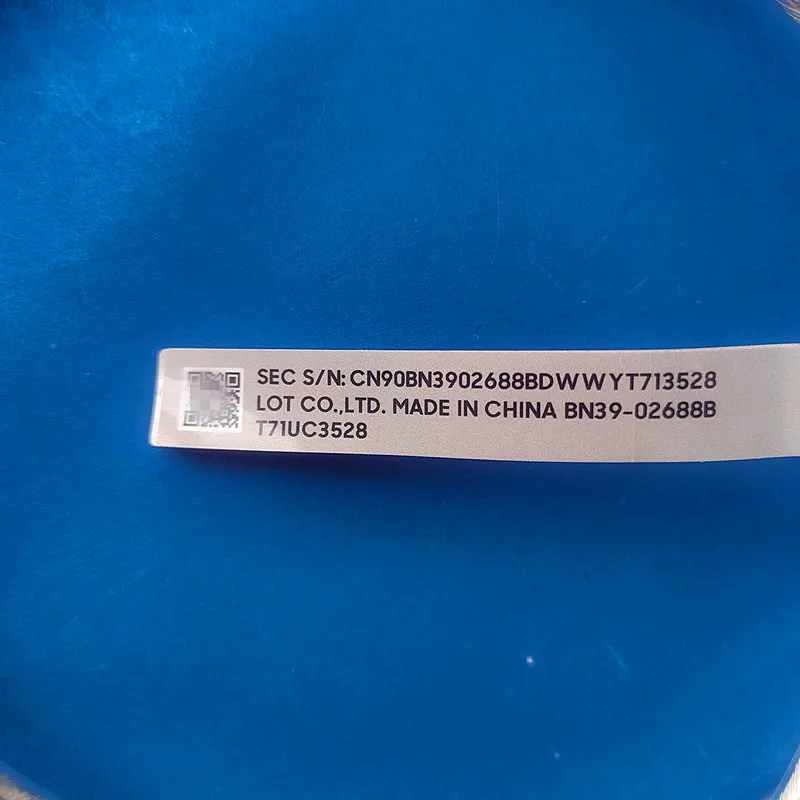 SEC S/N: CN90BN3902688BDWWYT713528
LOT CO.,LTD. MADE IN CHINA BN39-02688B
T71UC3528